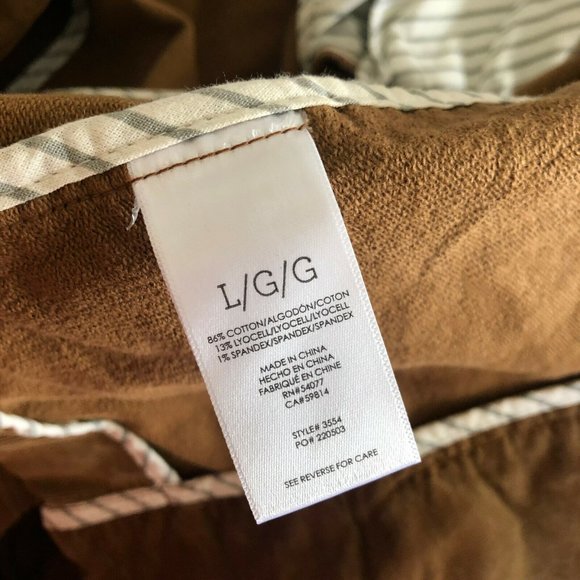 L/G/G
86% COTTON/ALGODÓN/COTON
13% LYOCELL/LYOCELL/LYOCELL
1% SPANDEX/SPANDEX/SPANDEX
MADE IN CHINA
HECHO EN CHINA
FABRIQUÉ EN CHINE
RN#54077
CA#59814
STYLE# 3554
PO# 220503
SEE REVERSE FOR CARE